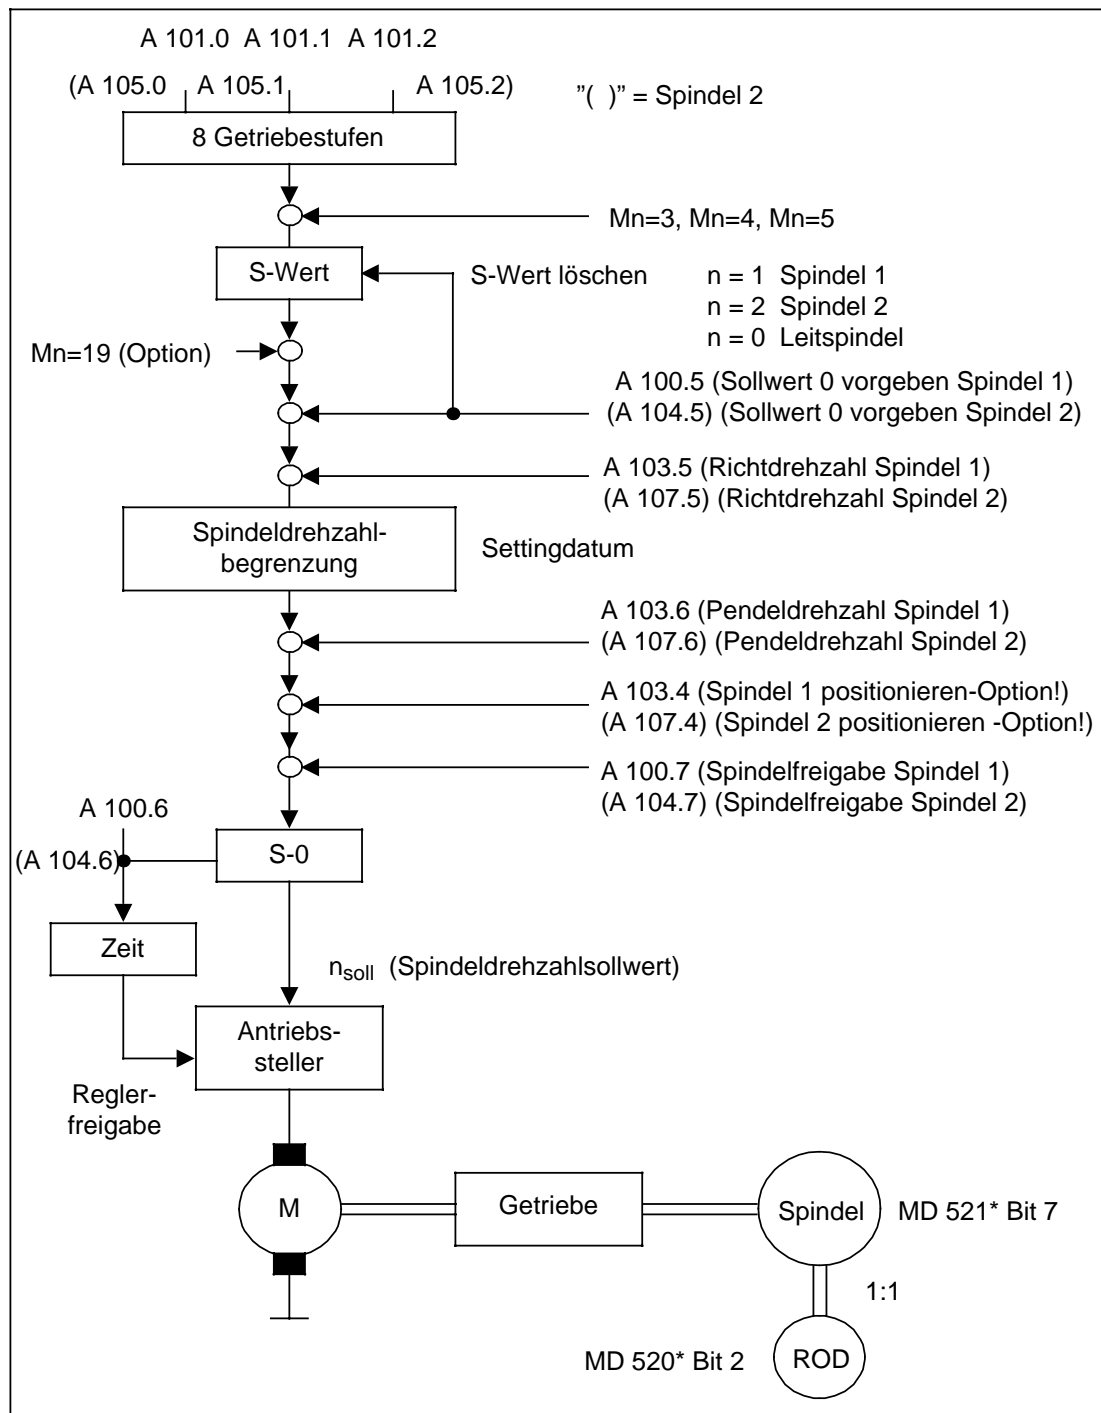 A 101.0 A 101.1 A 101.2
(A 105.0 A 105.1 A 105.2)
”( )” = Spindel 2
8 Getriebestufen
Mn=3, Mn=4, Mn=5
S-Wert
S-Wert löschen
n = 1 Spindel 1
n = 2 Spindel 2
n = 0 Leitspindel
Mn=19 (Option)
A 100.5 (Sollwert 0 vorgeben Spindel 1)
(A 104.5) (Sollwert 0 vorgeben Spindel 2)
A 103.5 (Richtdrehzahl Spindel 1)
(A 107.5) (Richtdrehzahl Spindel 2)
Spindeldrehzahl-
begrenzung
Settingdatum
A 103.6 (Pendeldrehzahl Spindel 1)
(A 107.6) (Pendeldrehzahl Spindel 2)
A 103.4 (Spindel 1 positionieren-Option!)
(A 107.4) (Spindel 2 positionieren -Option!)
A 100.7 (Spindelfreigabe Spindel 1)
(A 104.7) (Spindelfreigabe Spindel 2)
A 100.6
(A 104.6)
S-0
Zeit
nsoll (Spindeldrehzahlsollwert)
Antriebs-
steller
Regler-
freigabe
M
Getriebe
Spindel
MD 521* Bit 7
1:1
MD 520* Bit 2
ROD